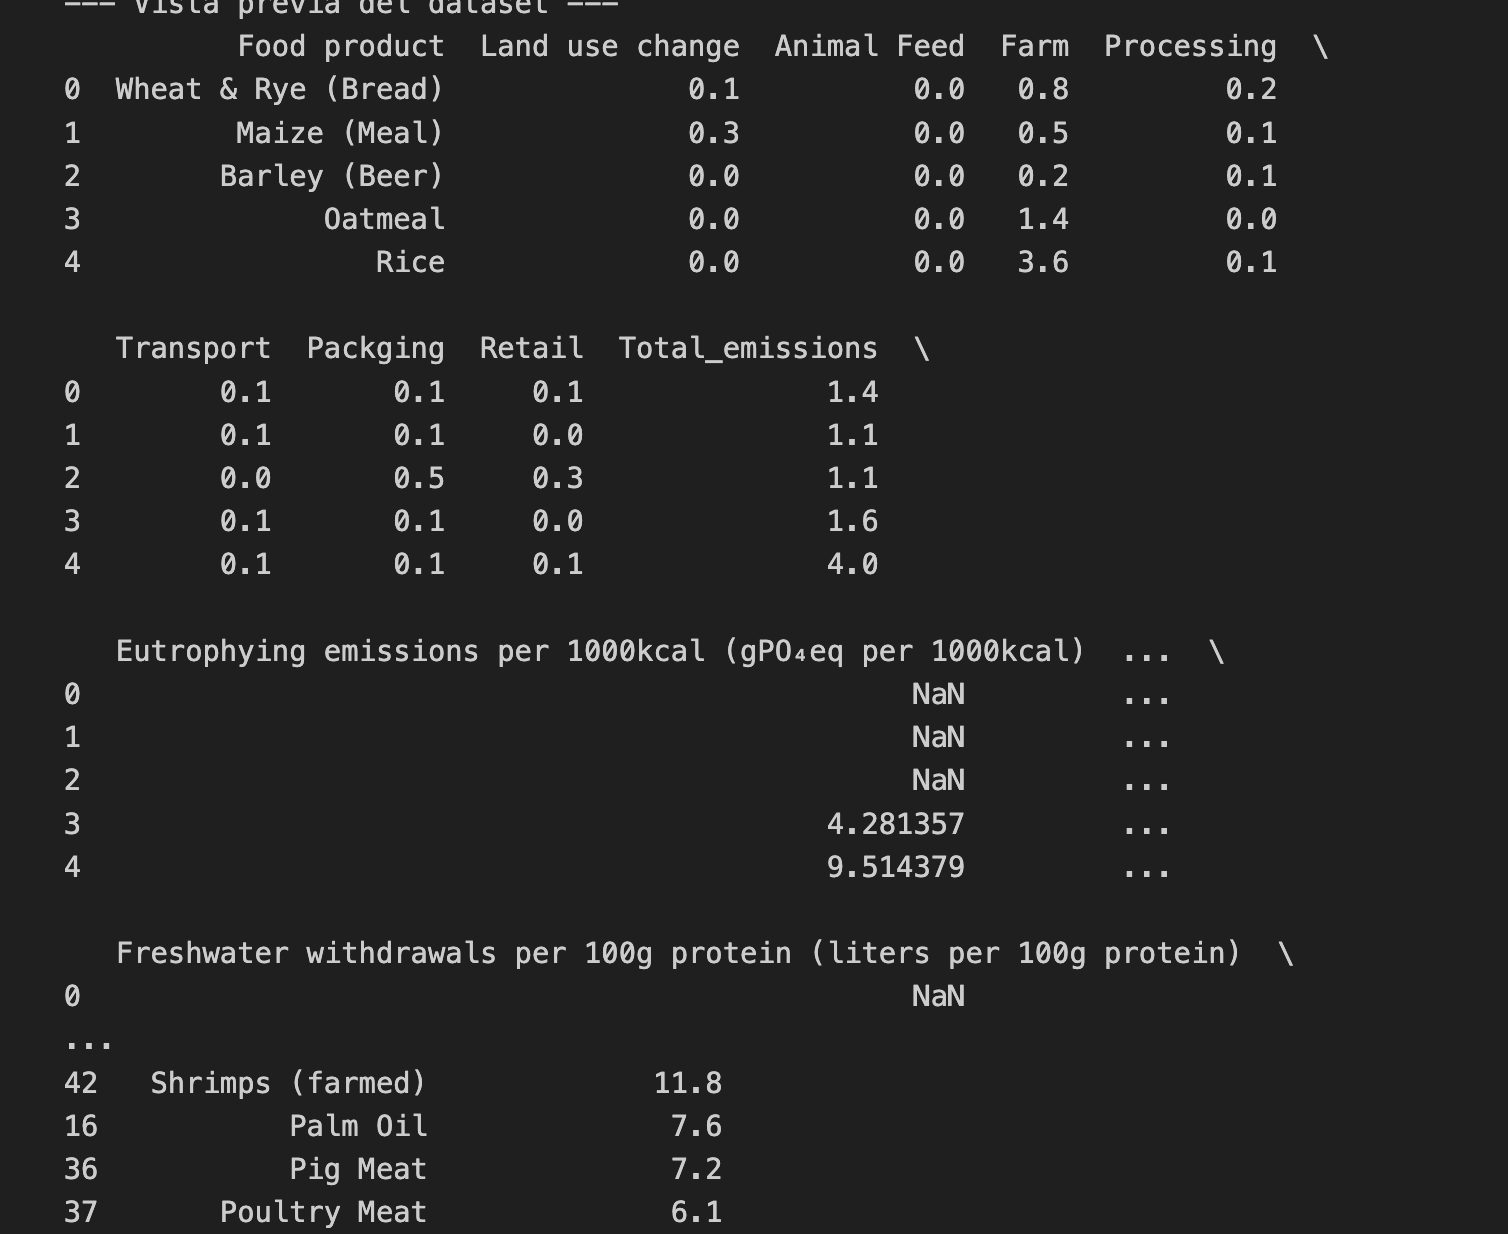 --- Vista previa del dataset ---
Food product Land use change Animal Feed Farm Processing \
0 Wheat & Rye (Bread) 0.1 0.0 0.8 0.2
1 Maize (Meal) 0.3 0.0 0.5 0.1
2 Barley (Beer) 0.0 0.0 0.2 0.1
3 Oatmeal 0.0 0.0 1.4 0.0
4 Rice 0.0 0.0 3.6 0.1
Transport Packging Retail Total_emissions \
0 0.1 0.1 0.1 1.4
1 0.1 0.1 0.0 1.1
2 0.0 0.5 0.3 1.1
3 0.1 0.1 0.0 1.6
4 0.1 0.1 0.1 4.0
Eutrophying emissions per 1000kcal (gPO₄eq per 1000kcal) ... \
0 NaN ...
1 NaN ...
2 NaN ...
3 4.281357 ...
4 9.514379 ...
Freshwater withdrawals per 100g protein (liters per 100g protein) \
0 NaN
...
42 Shrimps (farmed) 11.8
16 Palm Oil 7.6
36 Pig Meat 7.2
37 Poultry Meat 6.1